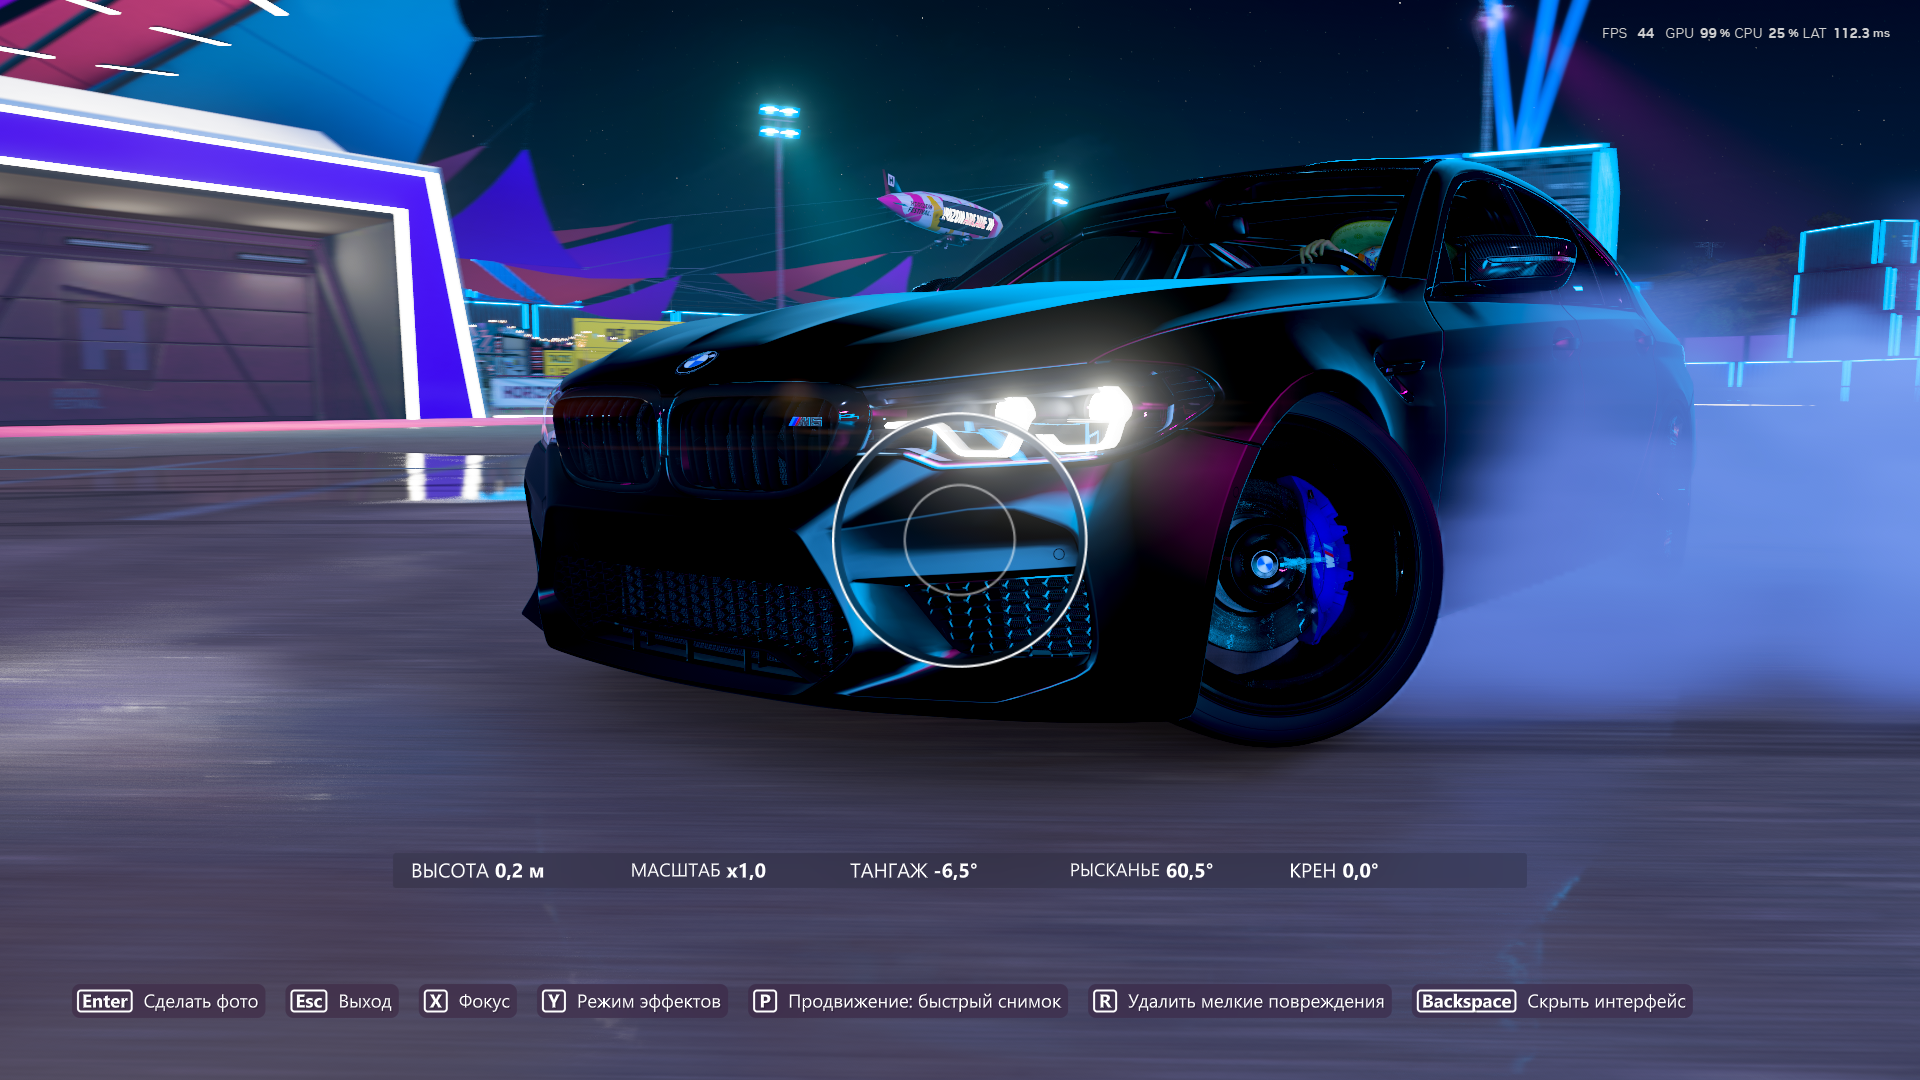 FPS 44 GPU 99 % CPU 25 % LAT 112.3 ms
H
M5
ВЫСОТА 0,2 м МАСШТАБ x1,0 ТАНГАЖ -6,5° РЫСКАНЬЕ 60,5° КРЕН 0,0°
Enter Сделать фото Esc Выход X Фокус Y Режим эффектов P Продвижение: быстрый снимок R Удалить мелкие повреждения Backspace Скрыть интерфейс